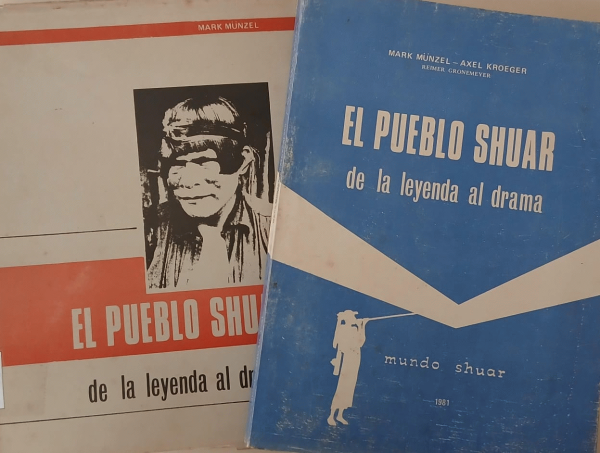 MARK MÜNZEL
EL PUEBLO SHU
de la leyenda al dr
MARK MÜNZEL – AXEL KROEGER
REIMER GRONEMEYER
EL PUEBLO SHUAR
de la leyenda al drama
mundo shuar
1981